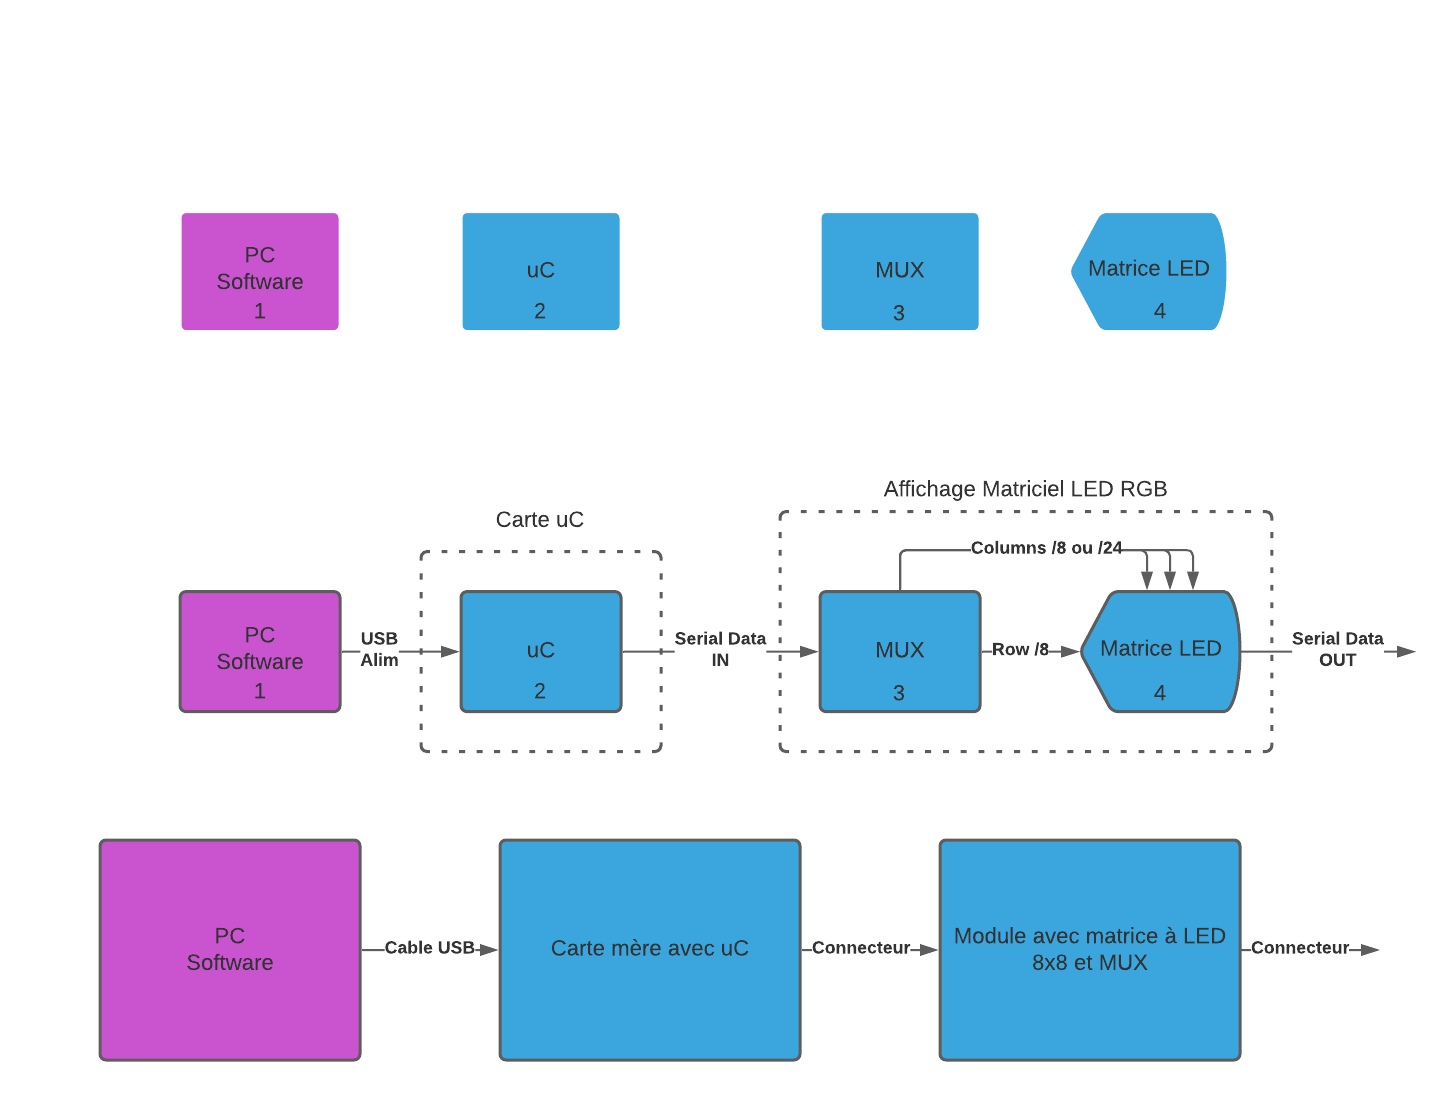 PC
Software
1
uC
2
MUX
3
Matrice LED
4
Affichage Matriciel LED RGB
Carte uC
Columns /8 ou /24
PC
Software
1
USB
Alim
uC
2
Serial Data
IN
MUX
3
Row /8
Matrice LED
4
Serial Data
OUT
PC
Software
Cable USB
Carte mère avec uC
Connecteur
Module avec matrice à LED
8x8 et MUX
Connecteur